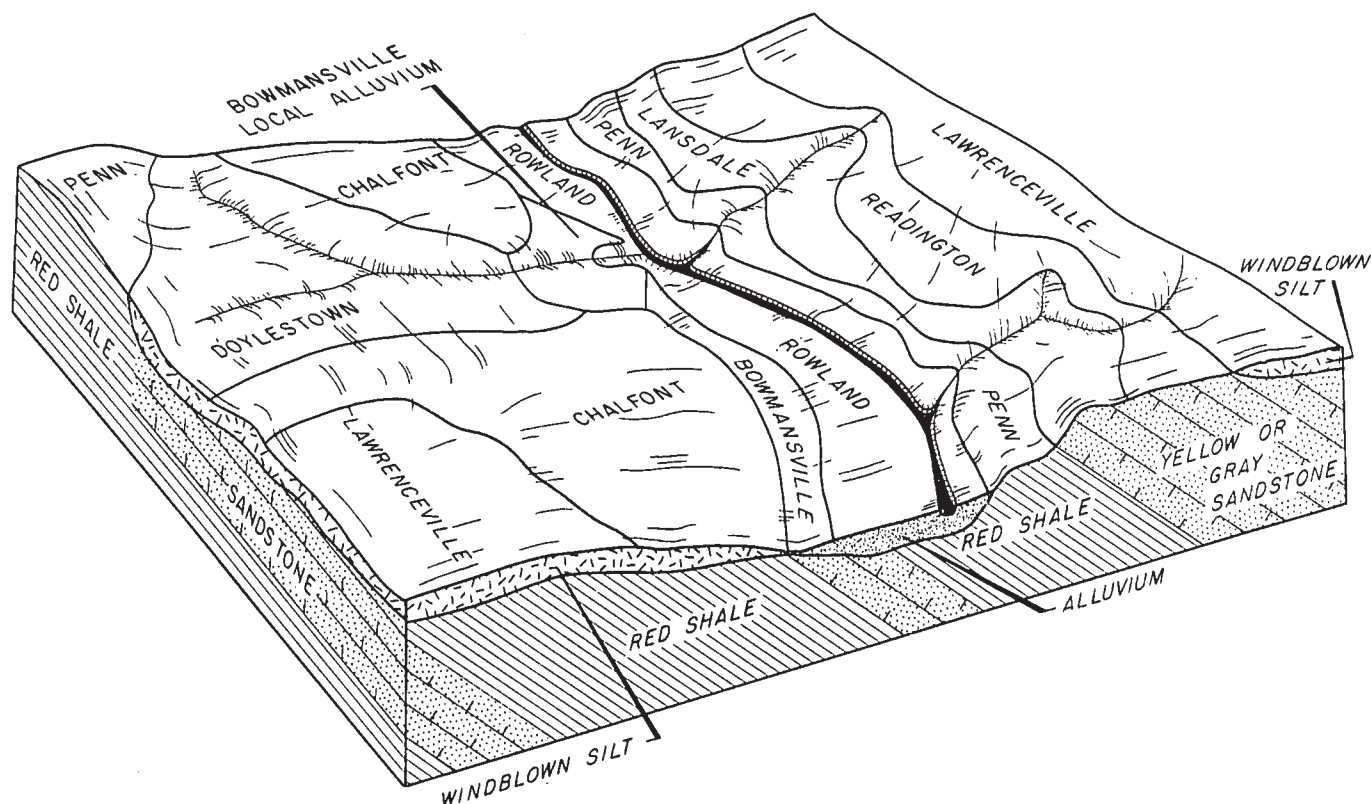 BOWMANSVILLE
LOCAL ALLUVIUM
PENN
CHALFONT
ROWLAND
PENN
LANSDALE
LAWRENCEVILLE
READINGTON
WINDBLOWN
SILT
RED SHALE
DOYLESTOWN
CHALFONT
BOWMANSVILLE
ROWLAND
PENN
LAWRENCEVILLE
SANDSTONE
YELLOW OR
GRAY
SANDSTONE
RED SHALE
RED SHALE
ALLUVIUM
WINDBLOWN SILT